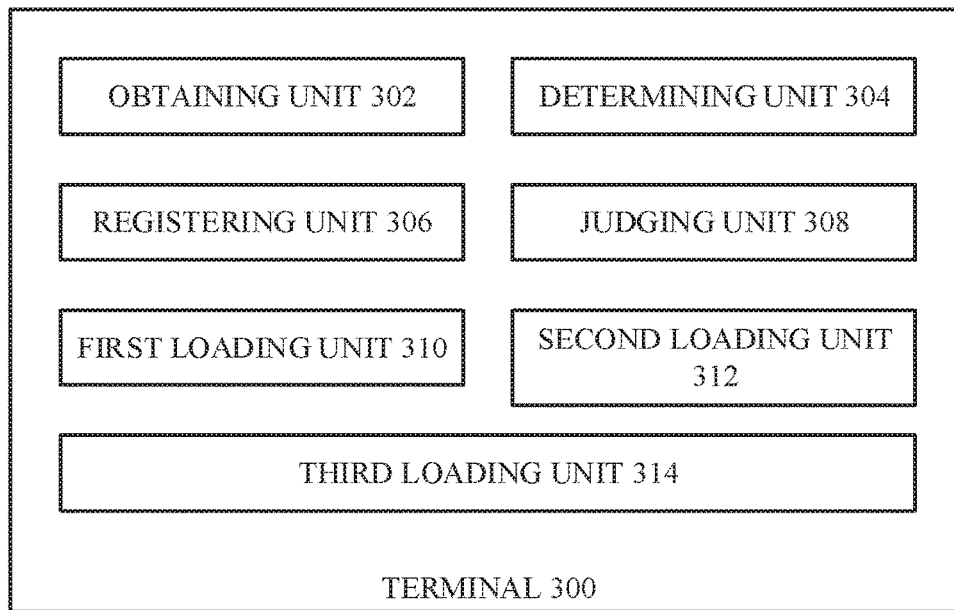 OBTAINING UNIT 302
DETERMINING UNIT 304
REGISTERING UNIT 306
JUDGING UNIT 308
FIRST LOADING UNIT 310
SECOND LOADING UNIT
312
THIRD LOADING UNIT 314
TERMINAL 300